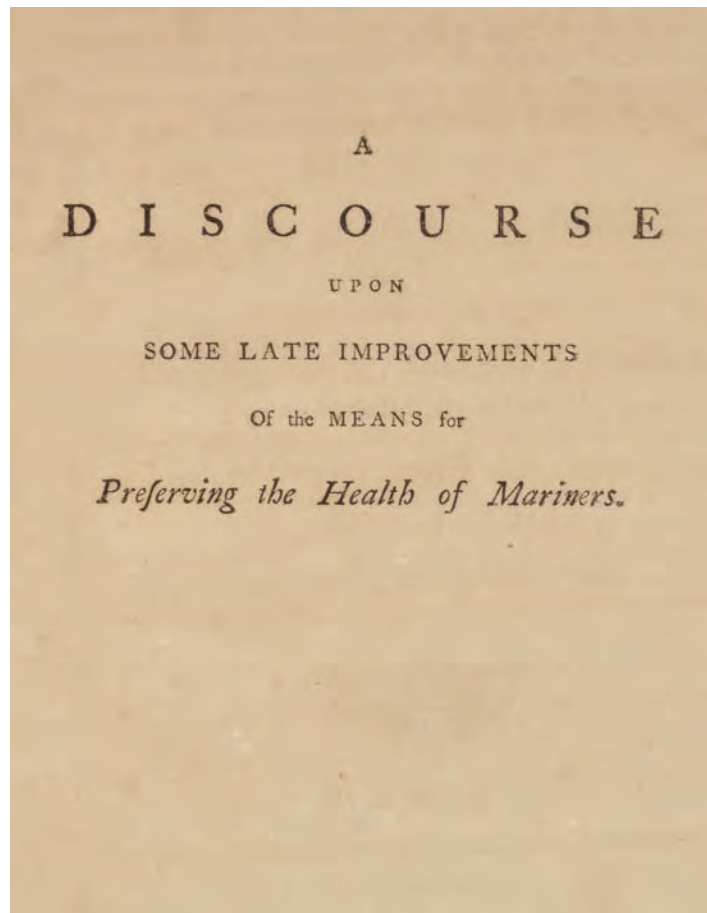 A
DISCOURSE
UPON
SOME LATE IMPROVEMENTS
Of the MEANS for
Preſerving the Health of Mariners.